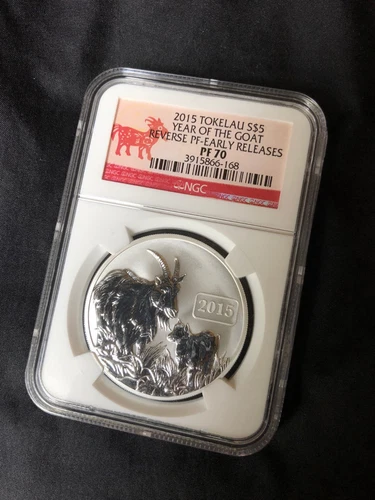 2015 TOKELAU S$5
YEAR OF THE GOAT
REVERSE PF-EARLY RELEASES
PF 70
3915866-168
NGC
2015